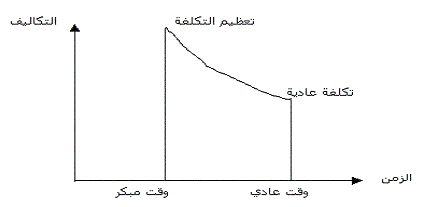 التكاليف
تعظيم التكلفة
تكلفة عادية
الزمن
وقت مبكر
وقت عادي